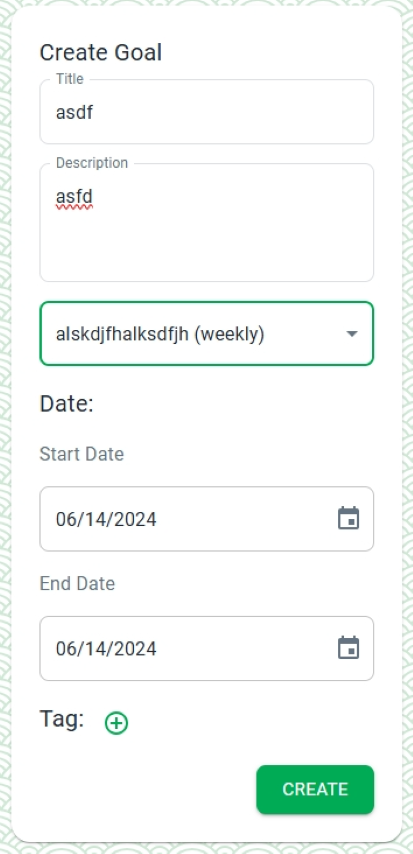 Create Goal
Title
asdf
Description
asfd
alskdjfhalksdfjh (weekly)
Date:
Start Date
06/14/2024
End Date
06/14/2024
Tag:
CREATE